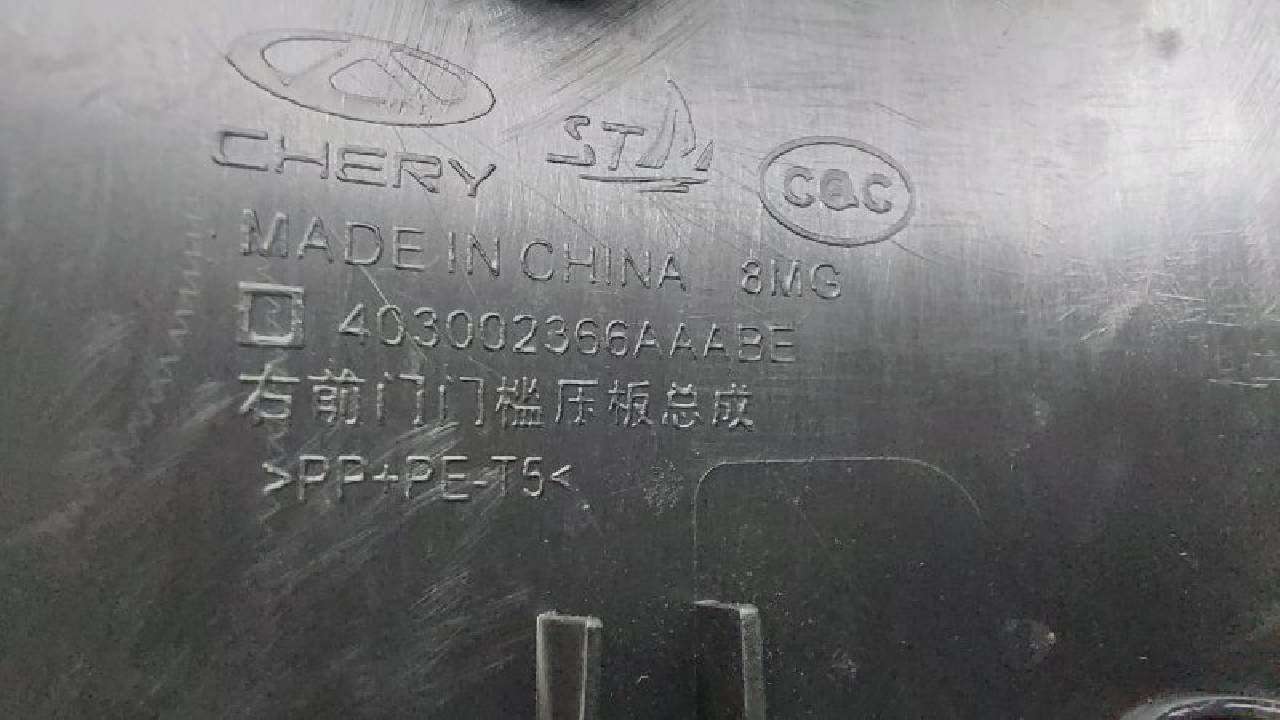 CHERY ST CQC
MADE IN CHINA 8MG
R 403002366AAABE
右前门门槛压板总成
>PP+PE-T5<